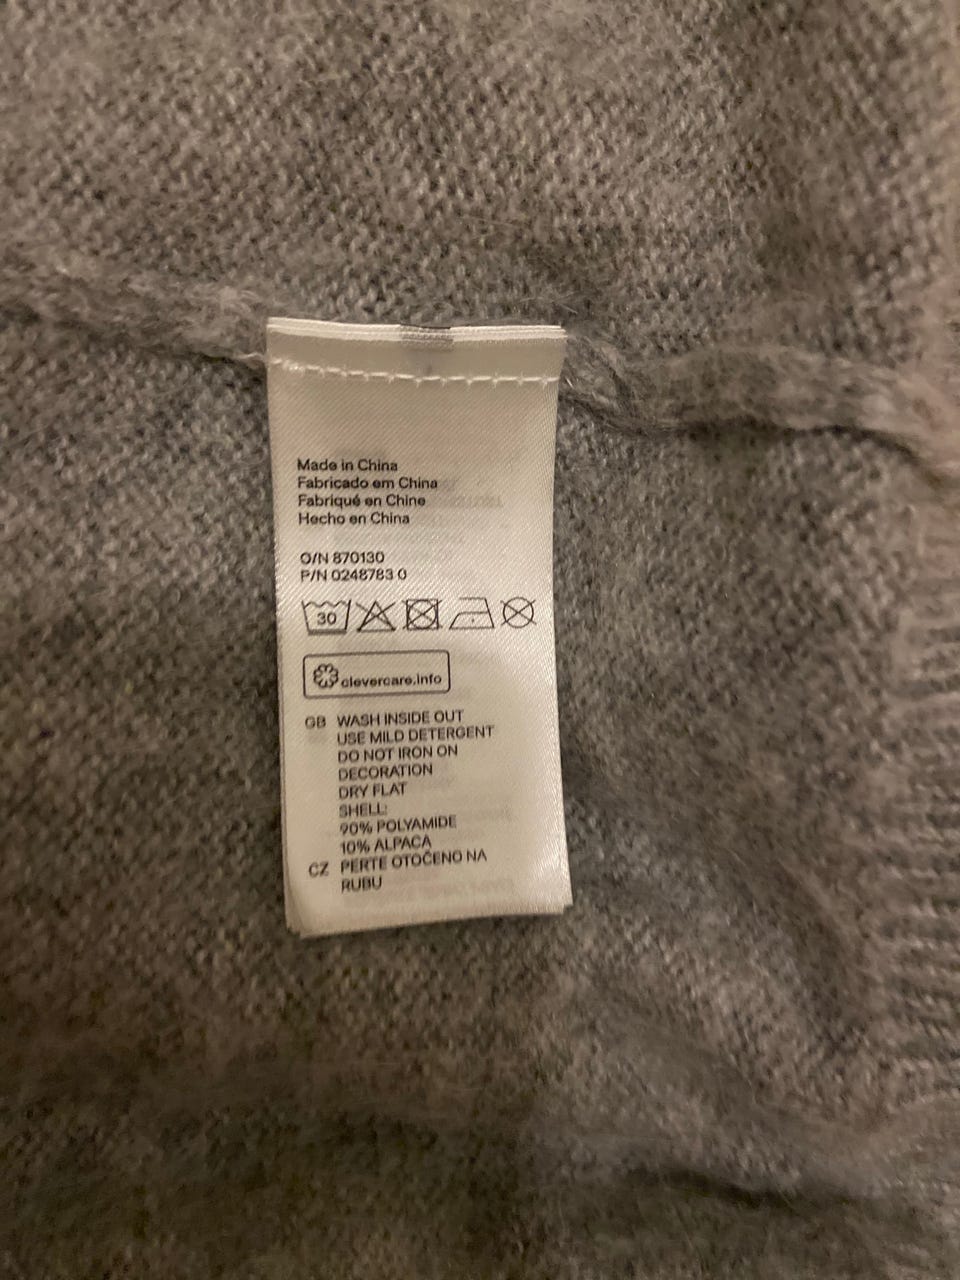 Made in China
Fabricado em China
Fabriqué en Chine
Hecho en China
O/N 870130
P/N 0248783 0
30
clevercare.info
GB WASH INSIDE OUT
USE MILD DETERGENT
DO NOT IRON ON
DECORATION
DRY FLAT
SHELL:
90% POLYAMIDE
10% ALPACA
CZ PERTE OTOČENO NA
RUBU